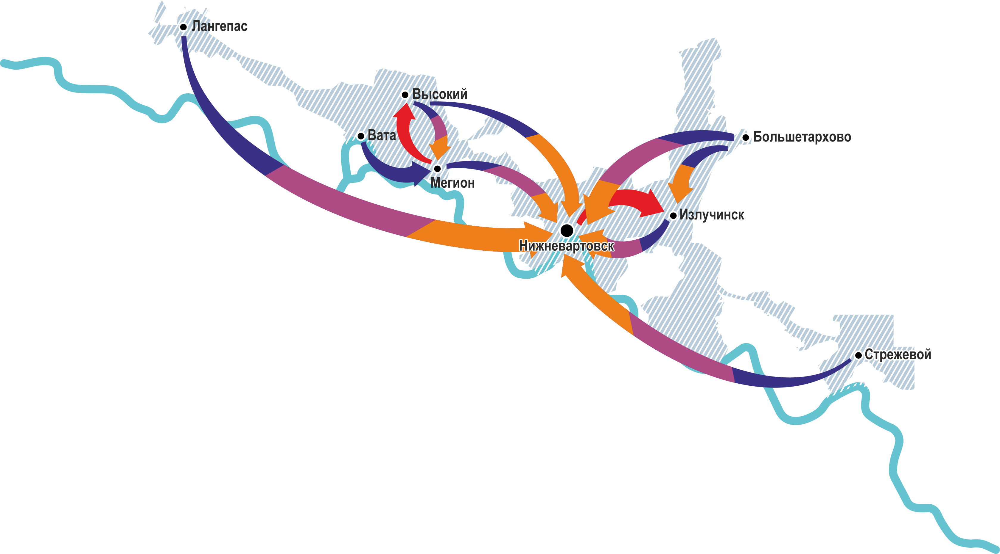 Лангепас
Высокий
Вата
Большетархово
Мегион
Излучинск
Нижневартовск
Стрежевой